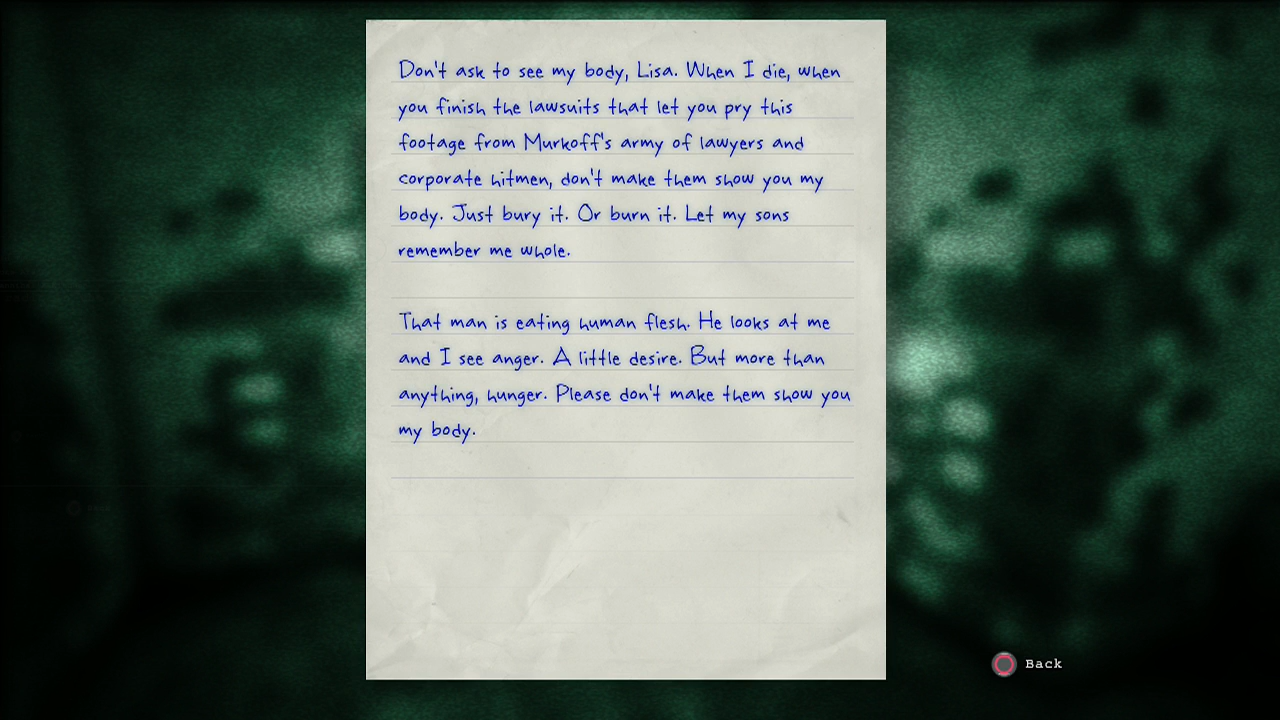 Don't ask to see my body, Lisa. When I die, when
you finish the lawsuits that let you pry this
footage from Murkoff's army of lawyers and
corporate hitmen, don't make them show you my
body. Just bury it. Or burn it. Let my sons
remember me whole.
That man is eating human flesh. He looks at me
and I see anger. A little desire. But more than
anything, hunger. Please don't make them show you
my body.
Back